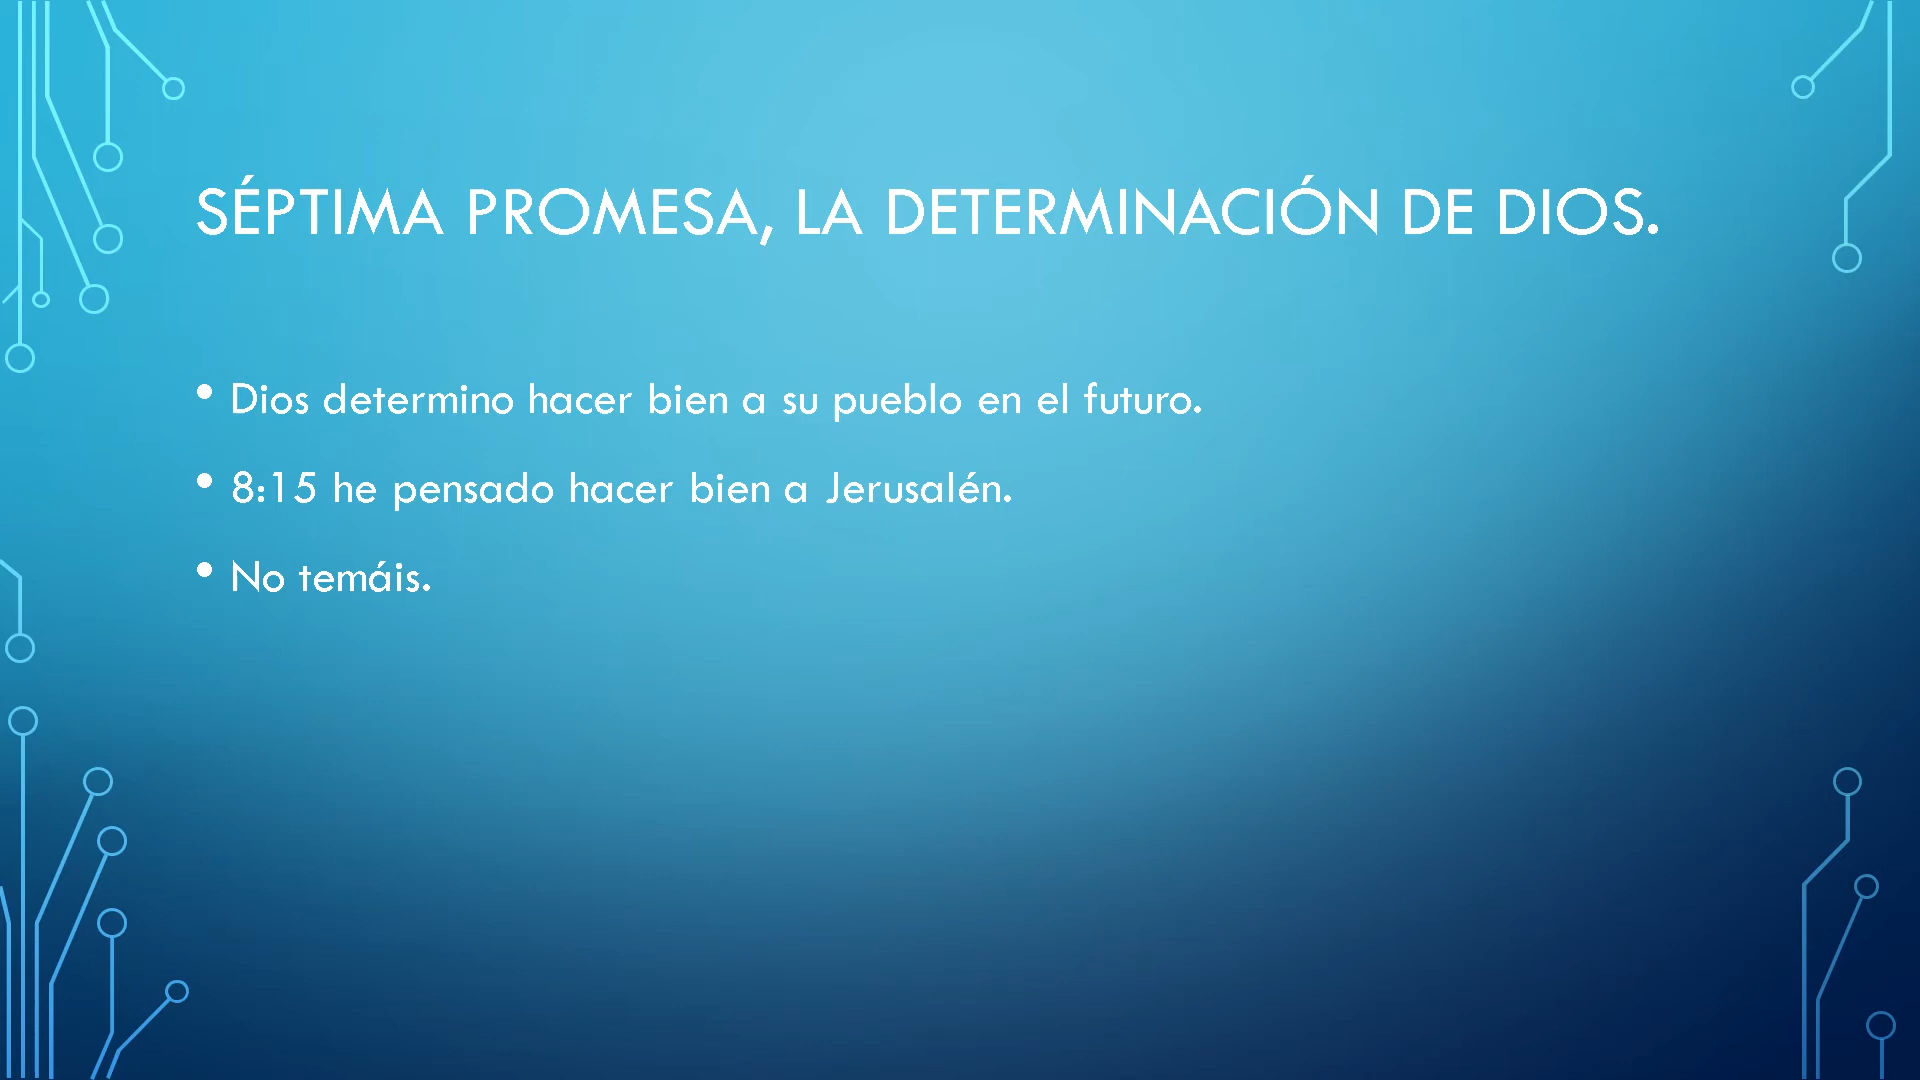 SÉPTIMA PROMESA, LA DETERMINACIÓN DE DIOS.
• Dios determino hacer bien a su pueblo en el futuro.
• 8:15 he pensado hacer bien a Jerusalén.
• No temáis.